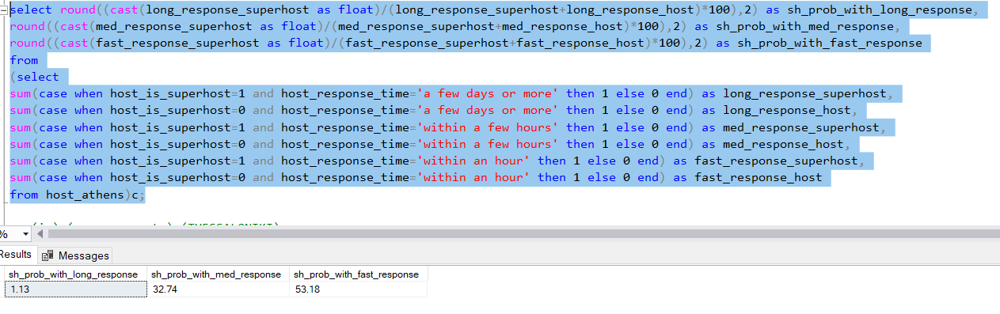 select round((cast(long_response_superhost as float)/(long_response_superhost+long_response_host)*100),2) as sh_prob_with_long_response,
round((cast(med_response_superhost as float)/(med_response_superhost+med_response_host)*100),2) as sh_prob_with_med_response,
round((cast(fast_response_superhost as float)/(fast_response_superhost+fast_response_host)*100),2) as sh_prob_with_fast_response
from
(select
sum(case when host_is_superhost=1 and host_response_time='a few days or more' then 1 else 0 end) as long_response_superhost,
sum(case when host_is_superhost=0 and host_response_time='a few days or more' then 1 else 0 end) as long_response_host,
sum(case when host_is_superhost=1 and host_response_time='within a few hours' then 1 else 0 end) as med_response_superhost,
sum(case when host_is_superhost=0 and host_response_time='within a few hours' then 1 else 0 end) as med_response_host,
sum(case when host_is_superhost=1 and host_response_time='within an hour' then 1 else 0 end) as fast_response_superhost,
sum(case when host_is_superhost=0 and host_response_time='within an hour' then 1 else 0 end) as fast_response_host
from host_athens)c;
%
Results Messages
sh_prob_with_long_response sh_prob_with_med_response sh_prob_with_fast_response
1.13 32.74 53.18